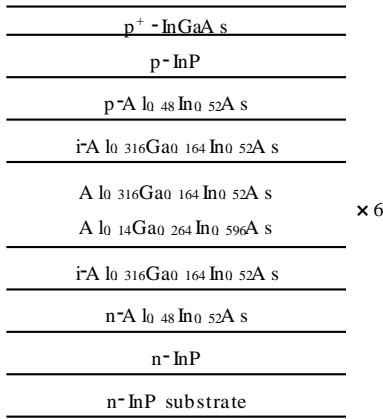 p⁺ -InGaAs
p-InP
p-Al₀.₄₈In₀.₅₂As
i-Al₀.₃₁₆Ga₀.₁₆₄In₀.₅₂As
Al₀.₃₁₆Ga₀.₁₆₄In₀.₅₂As
×6
Al₀.₁₄Ga₀.₂₆₄In₀.₅₉₆As
i-Al₀.₃₁₆Ga₀.₁₆₄In₀.₅₂As
n-Al₀.₄₈In₀.₅₂As
n-InP
n-InP substrate